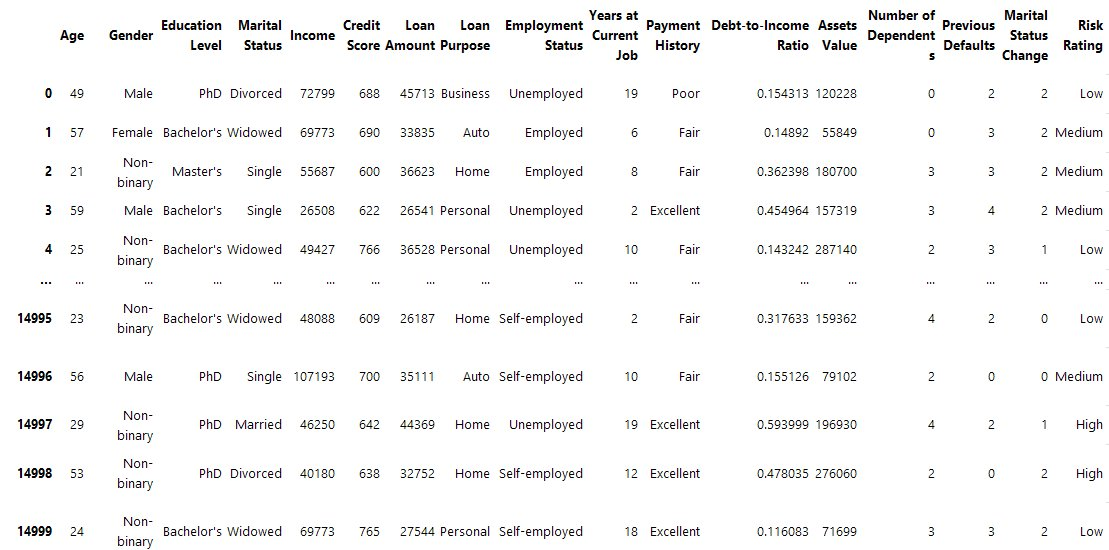 Age Gender Education Level Marital Status Income Credit Score Loan Amount Loan Purpose Employment Status Years at Current Job Payment History Debt-to-Income Ratio Assets Value Number of Dependents Previous Defaults Marital Status Change Risk Rating
0 49 Male PhD Divorced 72799 688 45713 Business Unemployed 19 Poor 0.154313 120228 0 2 2 Low
1 57 Female Bachelor's Widowed 69773 690 33835 Auto Employed 6 Fair 0.14892 55849 0 3 2 Medium
2 21 Non-binary Master's Single 55687 600 36623 Home Employed 8 Fair 0.362398 180700 3 3 2 Medium
3 59 Male Bachelor's Single 26508 622 26541 Personal Unemployed 2 Excellent 0.454964 157319 3 4 2 Medium
4 25 Non-binary Bachelor's Widowed 49427 766 36528 Personal Unemployed 10 Fair 0.143242 287140 2 3 1 Low
... ... ... ... ... ... ... ... ... ... ... ... ... ... ... ... ... ...
14995 23 Non-binary Bachelor's Widowed 48088 609 26187 Home Self-employed 2 Fair 0.317633 159362 4 2 0 Low
14996 56 Male PhD Single 107193 700 35111 Auto Self-employed 10 Fair 0.155126 79102 2 0 0 Medium
14997 29 Non-binary PhD Married 46250 642 44369 Home Unemployed 19 Excellent 0.593999 196930 4 2 1 High
14998 53 Non-binary PhD Divorced 40180 638 32752 Home Self-employed 12 Excellent 0.478035 276060 2 0 2 High
14999 24 Non-binary Bachelor's Widowed 69773 765 27544 Personal Self-employed 18 Excellent 0.116083 71699 3 3 2 Low